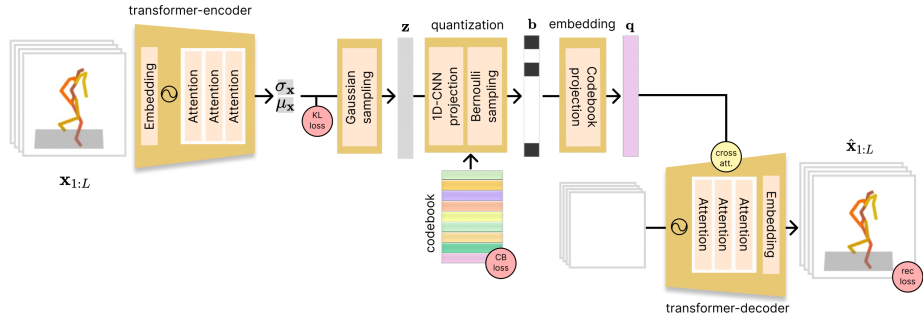 transformer-encoder
Embedding
Attention
Attention
Attention
x₁:L
σₓ
μₓ
KL
loss
Gaussian
sampling
z
quantization
1D-CNN
projection
Bernoulli
sampling
codebook
CB
loss
b
embedding
Codebook
projection
q
cross
att.
Attention
Attention
Attention
Embedding
transformer-decoder
x̂₁:L
rec
loss